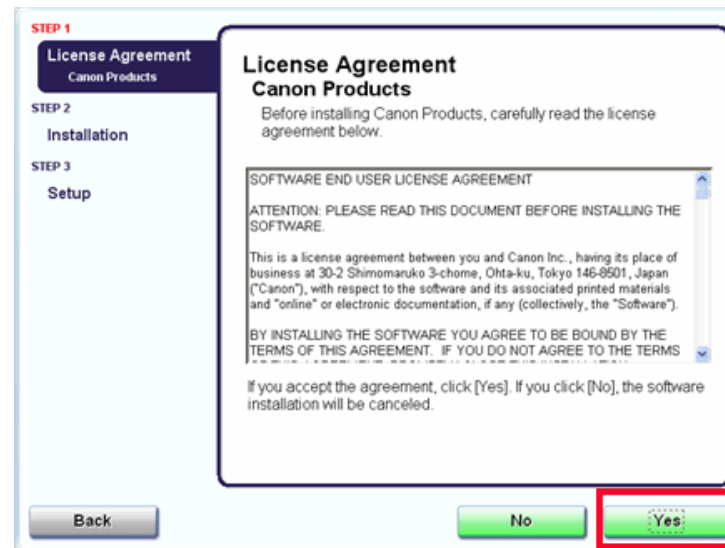 STEP 1
License Agreement
Canon Products
STEP 2
Installation
STEP 3
Setup
License Agreement
Canon Products
Before installing Canon Products, carefully read the license
agreement below.
SOFTWARE END USER LICENSE AGREEMENT
ATTENTION: PLEASE READ THIS DOCUMENT BEFORE INSTALLING THE
SOFTWARE.
This is a license agreement between you and Canon Inc., having its place of
business at 30-2 Shimomaruko 3-chome, Ohta-ku, Tokyo 146-8501, Japan
("Canon"), with respect to the software and its associated printed materials
and "online" or electronic documentation, if any (collectively, the "Software").
BY INSTALLING THE SOFTWARE YOU AGREE TO BE BOUND BY THE
TERMS OF THIS AGREEMENT. IF YOU DO NOT AGREE TO THE TERMS
If you accept the agreement, click [Yes]. If you click [No], the software
installation will be canceled.
Back
No
Yes